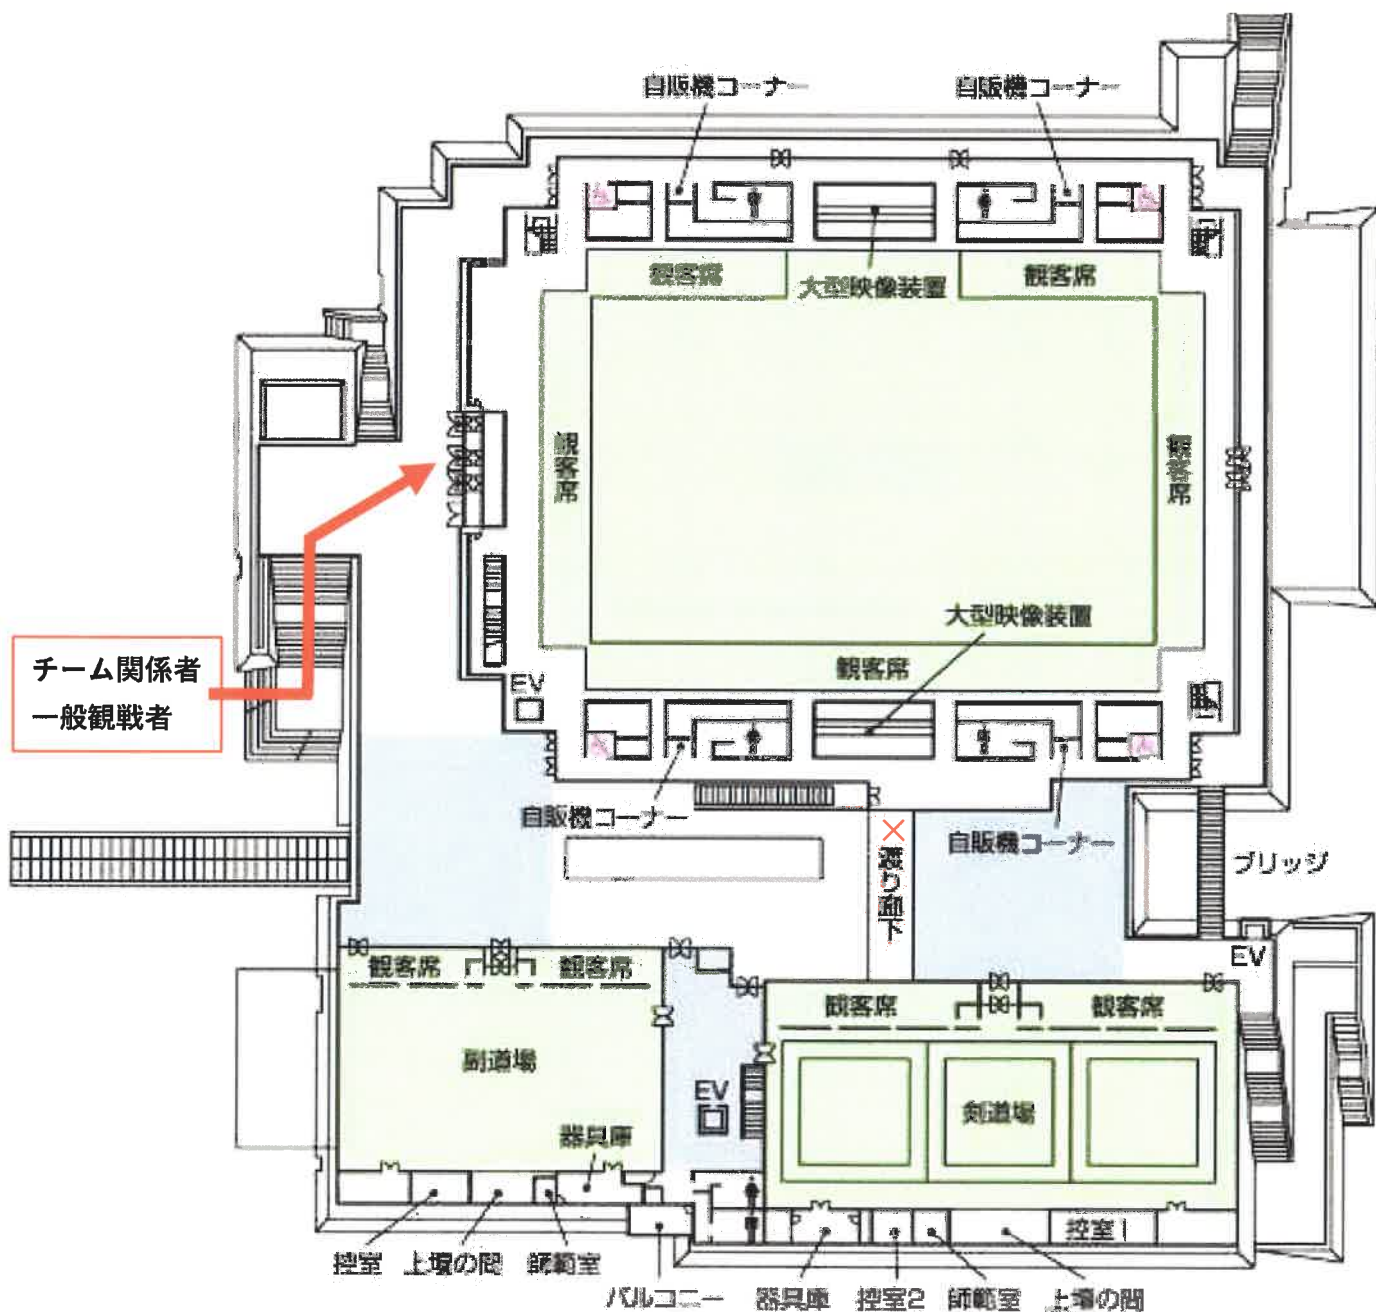 自販機コーナー
自販機コーナー
観客席
大型映像装置
観客席
観客席
観客席
大型映像装置
チーム関係者
一般観戦者
EV
観客席
自販機コーナー
×
渡り廊下
自販機コーナー
ブリッジ
EV
観客席
観客席
観客席
観客席
副道場
EV
剣道場
器具庫
控室1
控室
上壇の間
師範室
バルコニー
器具庫
控室2
師範室
上壇の間